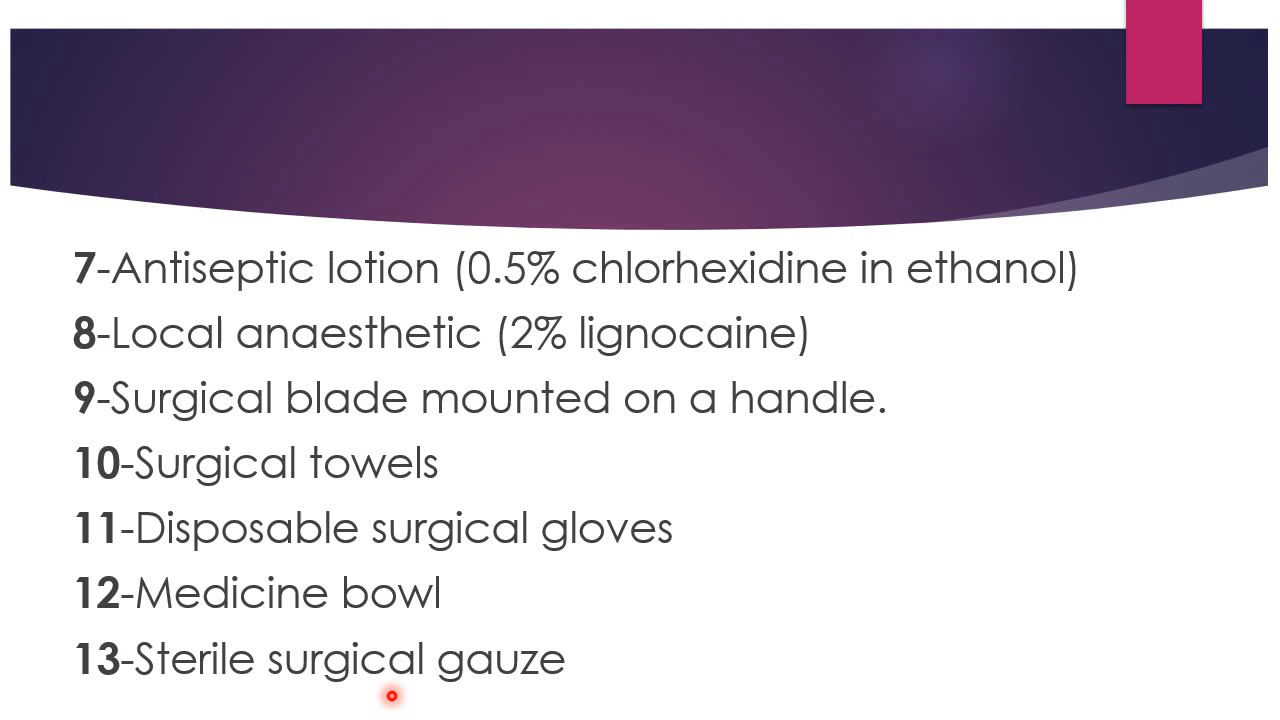 7-Antiseptic lotion (0.5% chlorhexidine in ethanol)
8-Local anaesthetic (2% lignocaine)
9-Surgical blade mounted on a handle.
10-Surgical towels
11-Disposable surgical gloves
12-Medicine bowl
13-Sterile surgical gauze